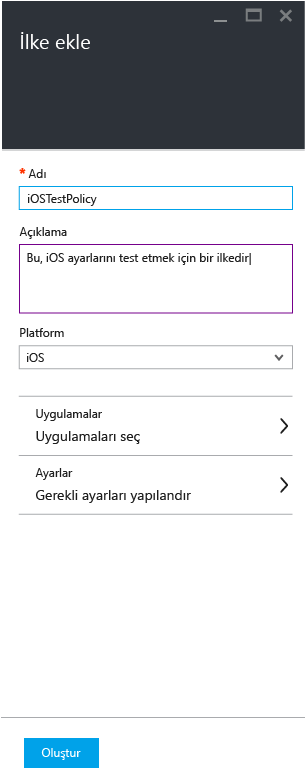 İlke ekle
* Adı
iOSTestPolicy
Açıklama
Bu, iOS ayarlarını test etmek için bir ilkedir
Platform
iOS
Uygulamalar
Uygulamaları seç
Ayarlar
Gerekli ayarları yapılandır
Oluştur